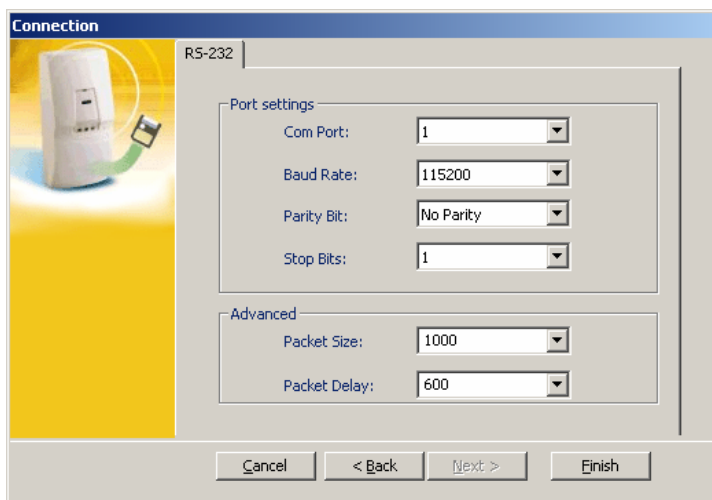 Connection
RS-232
Port settings
Com Port: 1
Baud Rate: 115200
Parity Bit: No Parity
Stop Bits: 1
Advanced
Packet Size: 1000
Packet Delay: 600
Cancel < Back Next > Finish